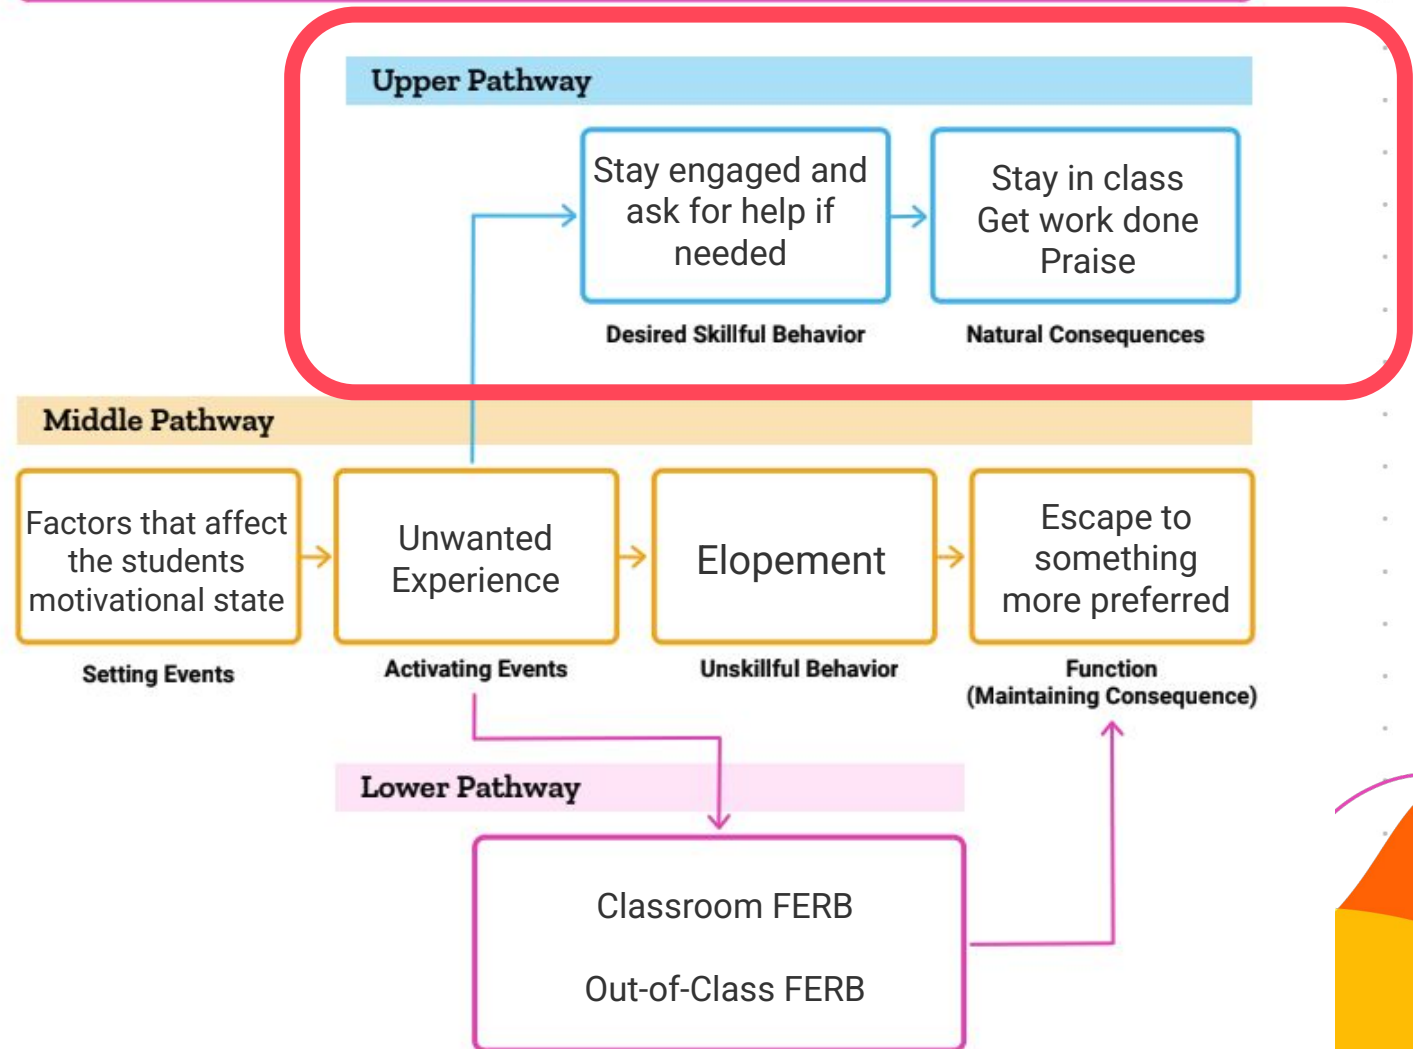 Upper Pathway
Stay engaged and
ask for help if
needed
Desired Skillful Behavior
Stay in class
Get work done
Praise
Natural Consequences
Middle Pathway
Factors that affect
the students
motivational state
Setting Events
Unwanted
Experience
Activating Events
Elopement
Unskillful Behavior
Escape to
something
more preferred
Function
(Maintaining Consequence)
Lower Pathway
Classroom FERB
Out-of-Class FERB